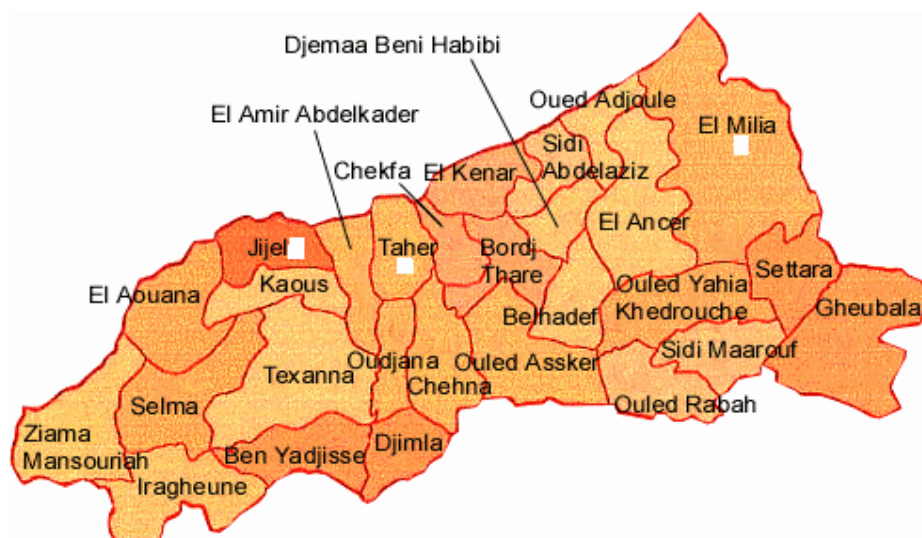 Djemaa Beni Habibi
Oued Adjoule
El Amir Abdelkader
El Milia
Sidi
Abdelaziz
Chekfa
El Kenar
El Ancer
Jijel
Taher
Bordj
Thare
Settara
Kaous
El Aouana
Ouled Yahia
Khedrouche
Gheubala
Belhadef
Sidi Maarouf
Oudjana
Ouled Assker
Texanna
Chehna
Ouled Rabah
Selma
Ziama
Mansouriah
Djimla
Ben Yadjisse
Iragheune